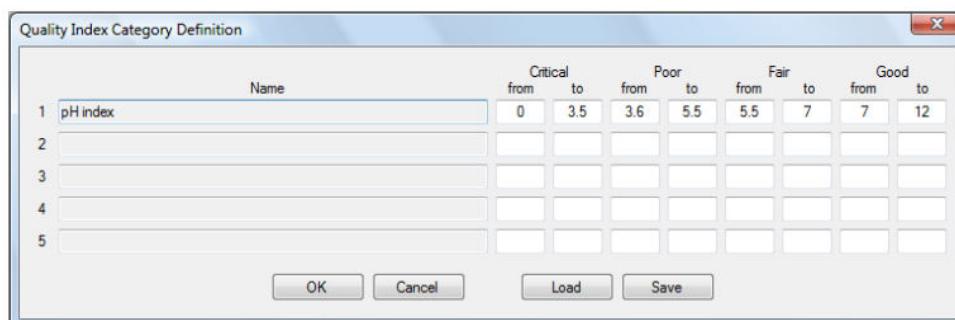 Quality Index Category Definition
Critical Poor Fair Good
Name from to from to from to from to
1 pH index 0 3.5 3.6 5.5 5.5 7 7 12
2
3
4
5
OK Cancel Load Save